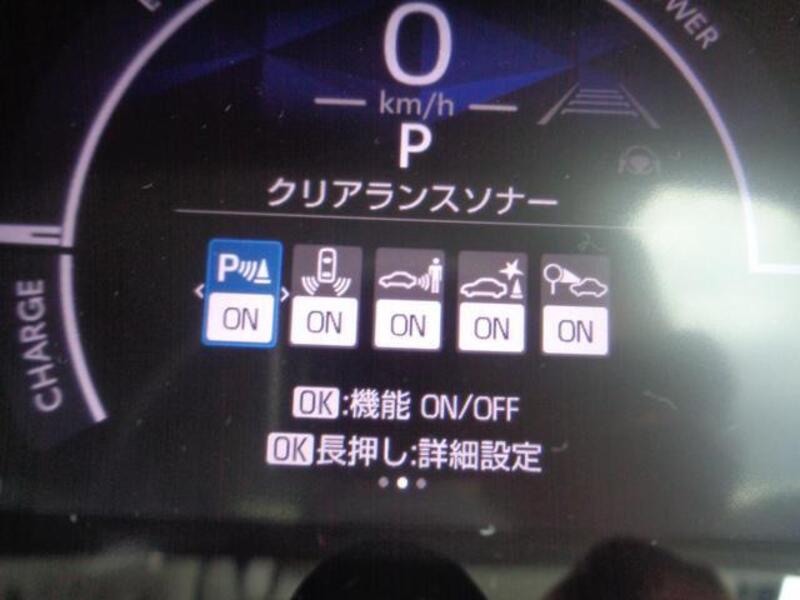 POWER
0
km/h
P
クリアランスソナー
P ON ON ON ON ON
CHARGE
OK:機能 ON/OFF
OK長押し:詳細設定